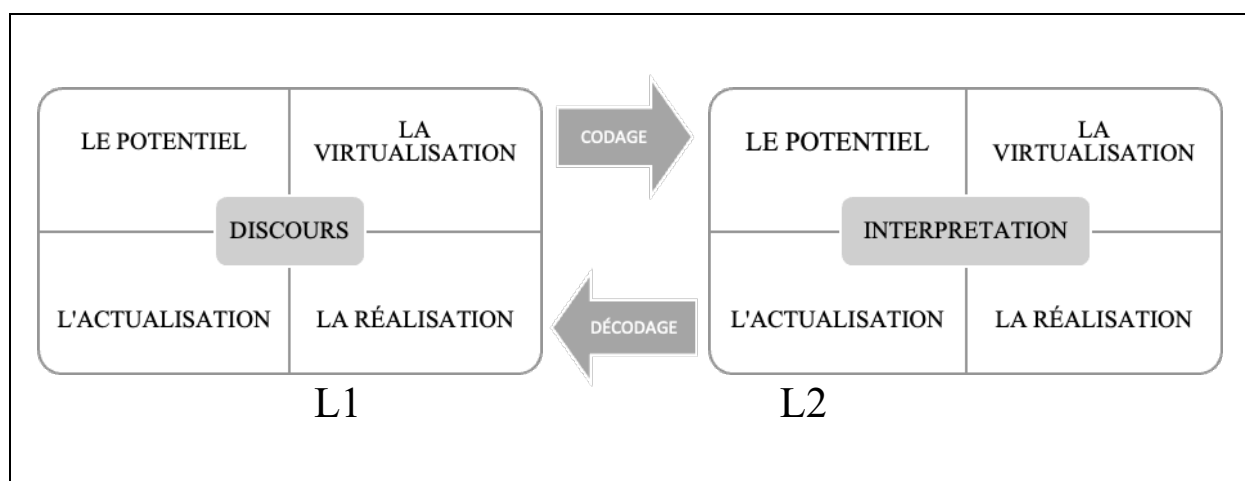 LE POTENTIEL
LA
VIRTUALISATION
DISCOURS
L'ACTUALISATION
LA RÉALISATION
L1
CODAGE
DÉCODAGE
LE POTENTIEL
LA
VIRTUALISATION
INTERPRETATION
L'ACTUALISATION
LA RÉALISATION
L2